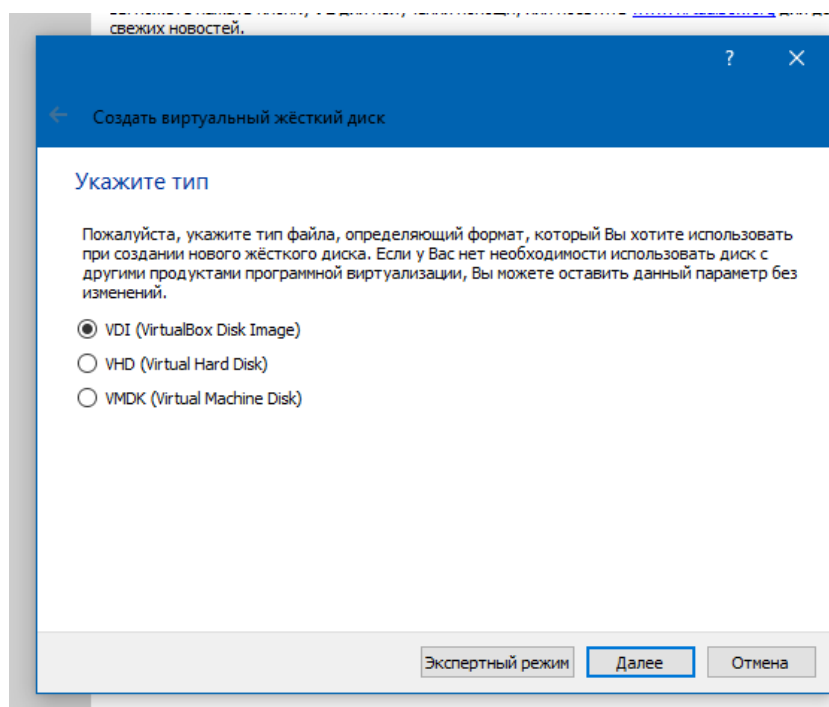 свежих новостей.
?
Создать виртуальный жёсткий диск
Укажите тип
Пожалуйста, укажите тип файла, определяющий формат, который Вы хотите использовать
при создании нового жёсткого диска. Если у Вас нет необходимости использовать диск с
другими продуктами программной виртуализации, Вы можете оставить данный параметр без
изменений.
VDI (VirtualBox Disk Image)
VHD (Virtual Hard Disk)
VMDK (Virtual Machine Disk)
Экспертный режим Далее Отмена